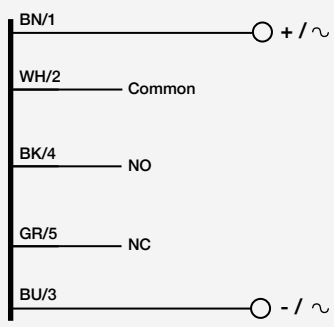 BN/1
+ / ∿
WH/2
Common
BK/4
NO
GR/5
NC
BU/3
- / ∿